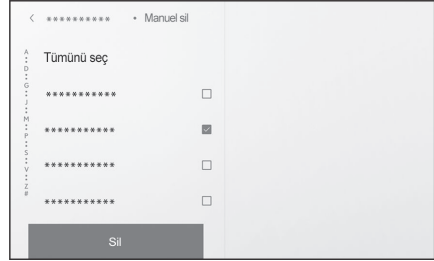 < ********** • Manuel sil
Tümünü seç
***********
***********
***********
***********
A
•
D
•
G
•
J
•
M
•
P
•
S
•
V
•
Z
#
Sil